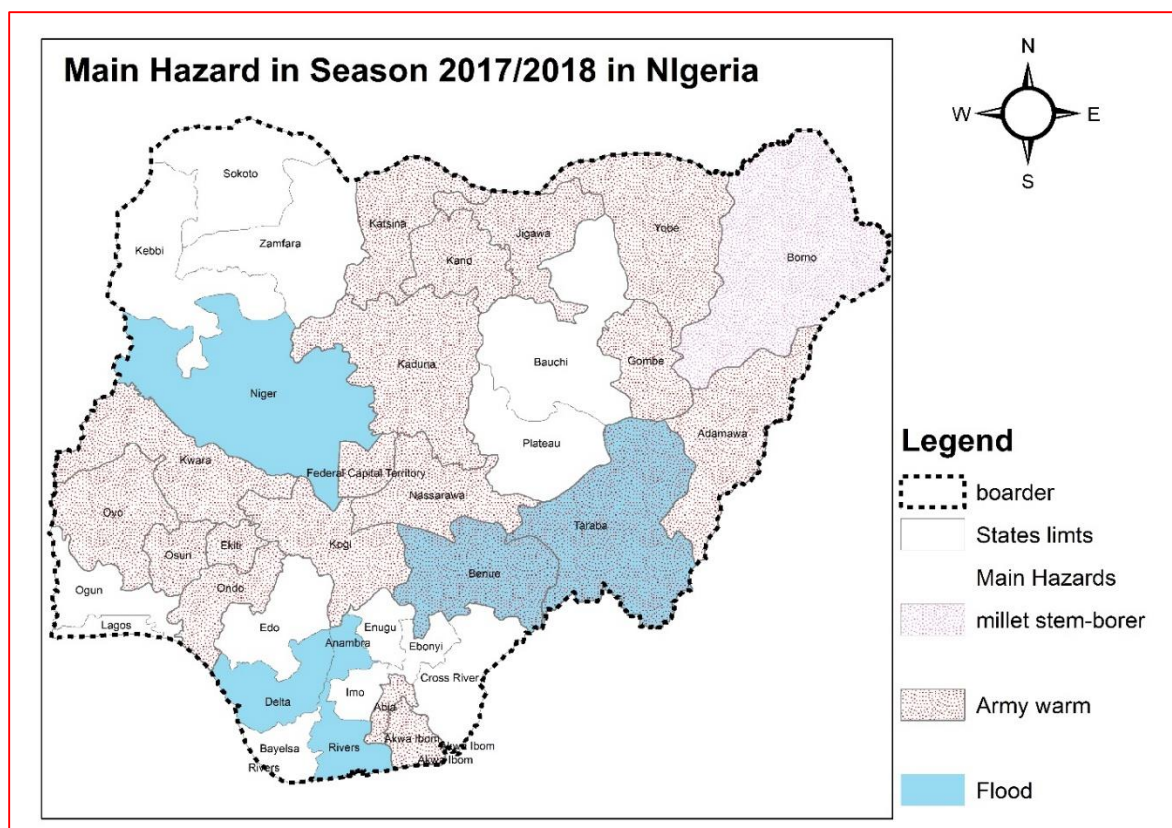 Main Hazard in Season 2017/2018 in NIgeria
N
W
E
S
Sokoto
Katsina
Jigawa
Yobe
Kebbi
Zamfara
Kano
Borno
Kaduna
Bauchi
Gombe
Niger
Adamawa
Plateau
Kwara
Federal Capital Territory
Nassarawa
Oyo
Taraba
Osun
Ekiti
Kogi
Benue
Ogun
Ondo
Lagos
Edo
Enugu
Anambra
Ebonyi
Cross River
Delta
Imo
Abia
Akwa Ibom
Akwa Ibom
Akwa Ibom
Bayelsa
Rivers
Rivers
Legend
boarder
States limts
Main Hazards
millet stem-borer
Army warm
Flood